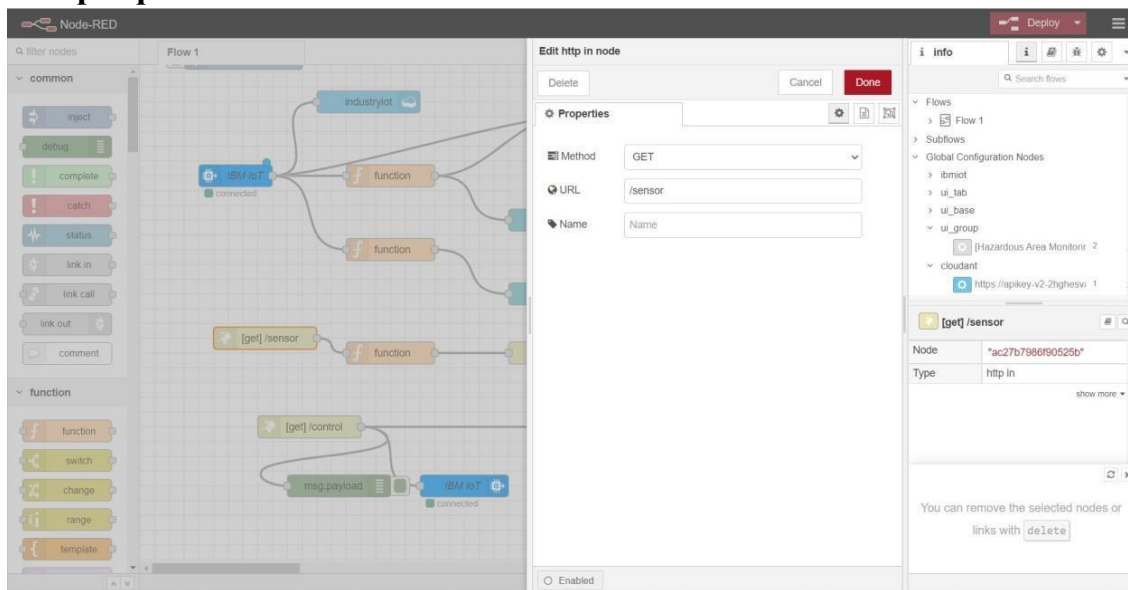 Node-RED
Deploy
filter nodes
common
inject
debug
complete
catch
status
link in
link call
link out
comment
function
function
switch
change
range
template
Flow 1
industryiot
IBM IoT
connected
function
function
[get] /sensor
function
[get] /control
msg.payload
IBM IoT
connected
Edit http in node
Delete
Cancel
Done
Properties
Method
GET
URL
/sensor
Name
Name
Enabled
info
Search flows
Flows
Flow 1
Subflows
Global Configuration Nodes
ibmiot
ui_tab
ui_base
ui_group
[Hazardous Area Monitorir 2
cloudant
https://apikey-v2-2hghesv 1
[get] /sensor
Node
"ac27b7986f90525b"
Type
http in
show more
You can remove the selected nodes or
links with delete